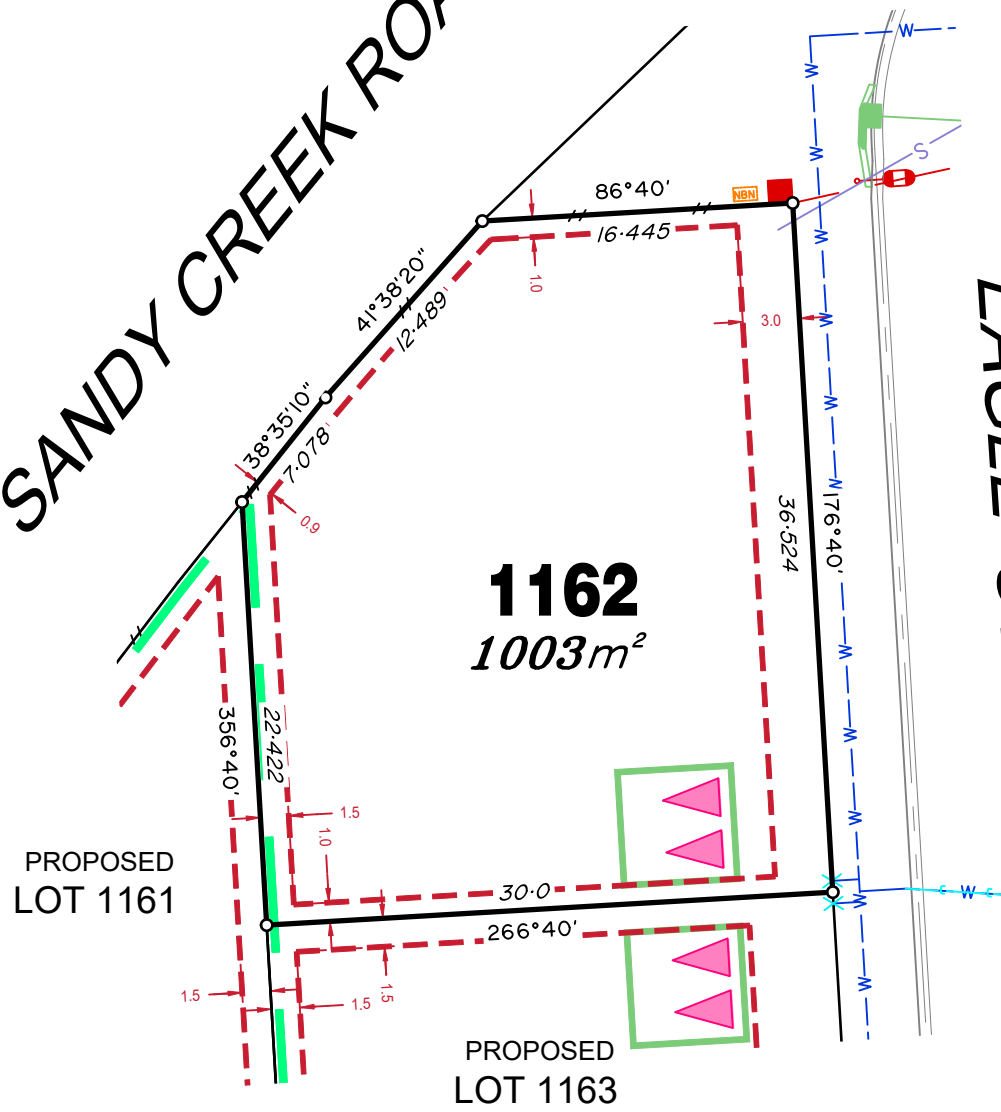 SANDY CREEK ROA
W
W
W
S
NBN
86°40'
16·445
1.0
41°38'20"
12·489
3.0
W
W
38°35'10"
7·078
0.9
W
W
36·524
176°40'
1162
1003m²
W
356°40'
22·422
W
1.5
1.0
W
PROPOSED
LOT 1161
30·0
W
W
266°40'
1.5
1.5
1.5
W
PROPOSED
LOT 1163